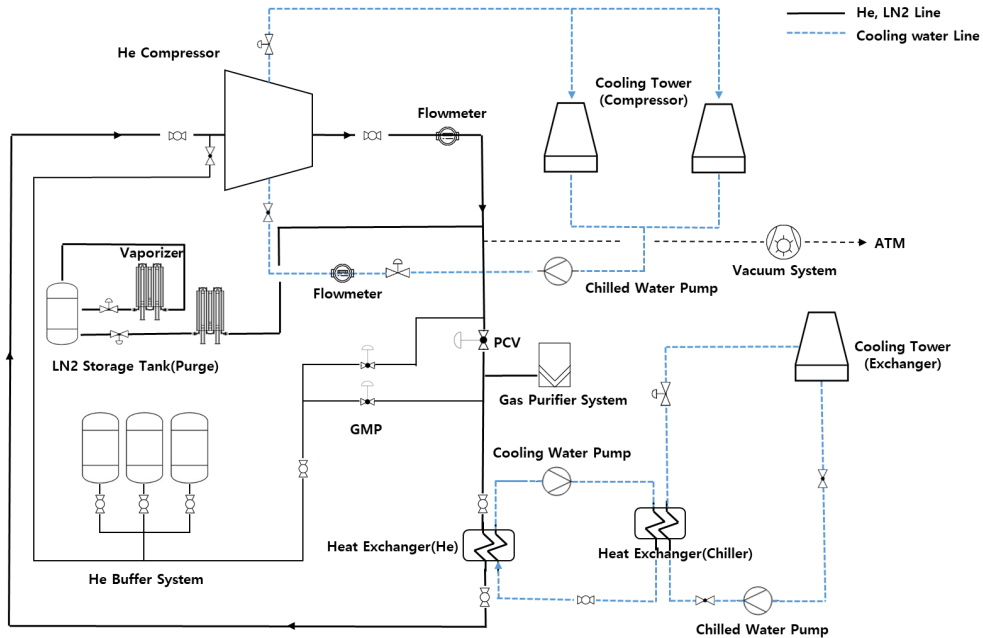 He, LN2 Line
Cooling water Line
He Compressor
Cooling Tower
(Compressor)
Flowmeter
ATM
Vacuum System
Vaporizer
Flowmeter
Chilled Water Pump
LN2 Storage Tank(Purge)
PCV
Cooling Tower
(Exchanger)
Gas Purifier System
GMP
Cooling Water Pump
Heat Exchanger(He)
Heat Exchanger(Chiller)
He Buffer System
Chilled Water Pump